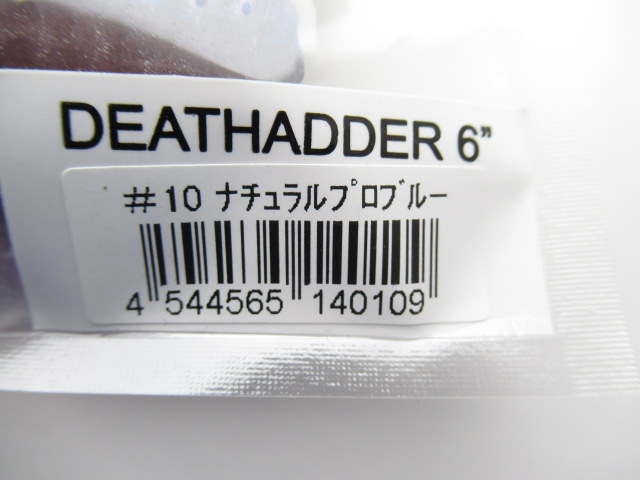 DEATHADDER 6”
#10 ﾅﾁｭﾗﾙﾌﾟﾛﾌﾞﾙｰ
4 544565 140109